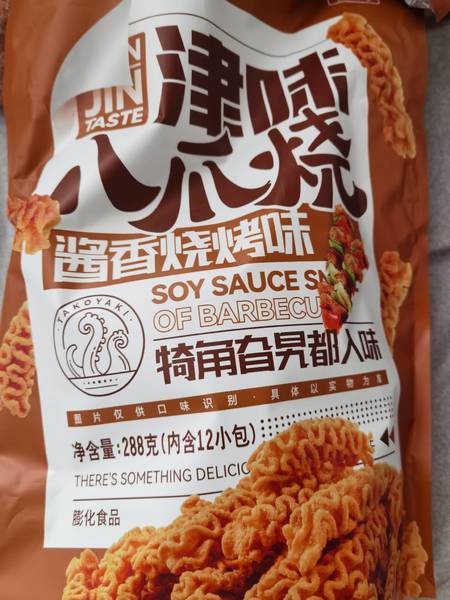 JIN
TASTE
津味
八爪烧
酱香烧烤味
SOY SAUCE
OF BARBECU
TAKOYAKI
犄角旮旯都入味
图片仅供口味识别·具体以实物为准
净含量:288克(内含12小包)
THERE'S SOMETHING DELICIO
膨化食品